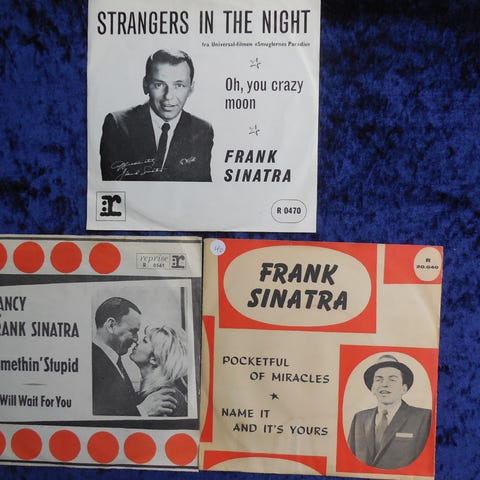 STRANGERS IN THE NIGHT
fra Universal-filmen «Smuglernes Paradis»
Oh, you crazy
moon
FRANK
SINATRA
r
R 0470
reprise
R 0561
r
ANCY
ANK SINATRA
methin' Stupid
Will Wait For You
40
FRANK
SINATRA
R
20.040
POCKETFUL
OF MIRACLES
NAME IT
AND IT'S YOURS